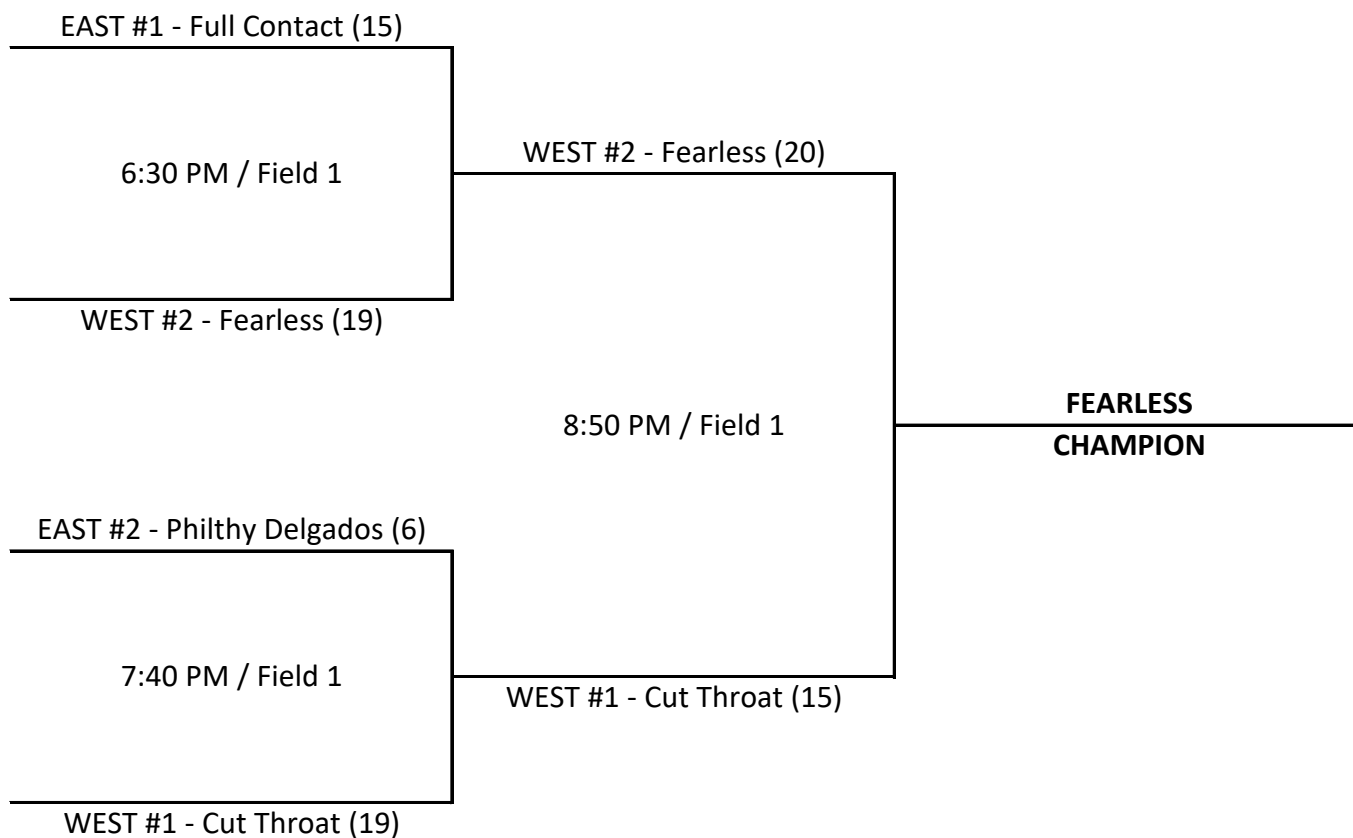 EAST #1 - Full Contact (15)
6:30 PM / Field 1
WEST #2 - Fearless (20)
WEST #2 - Fearless (19)
8:50 PM / Field 1
FEARLESS
CHAMPION
EAST #2 - Philthy Delgados (6)
7:40 PM / Field 1
WEST #1 - Cut Throat (15)
WEST #1 - Cut Throat (19)